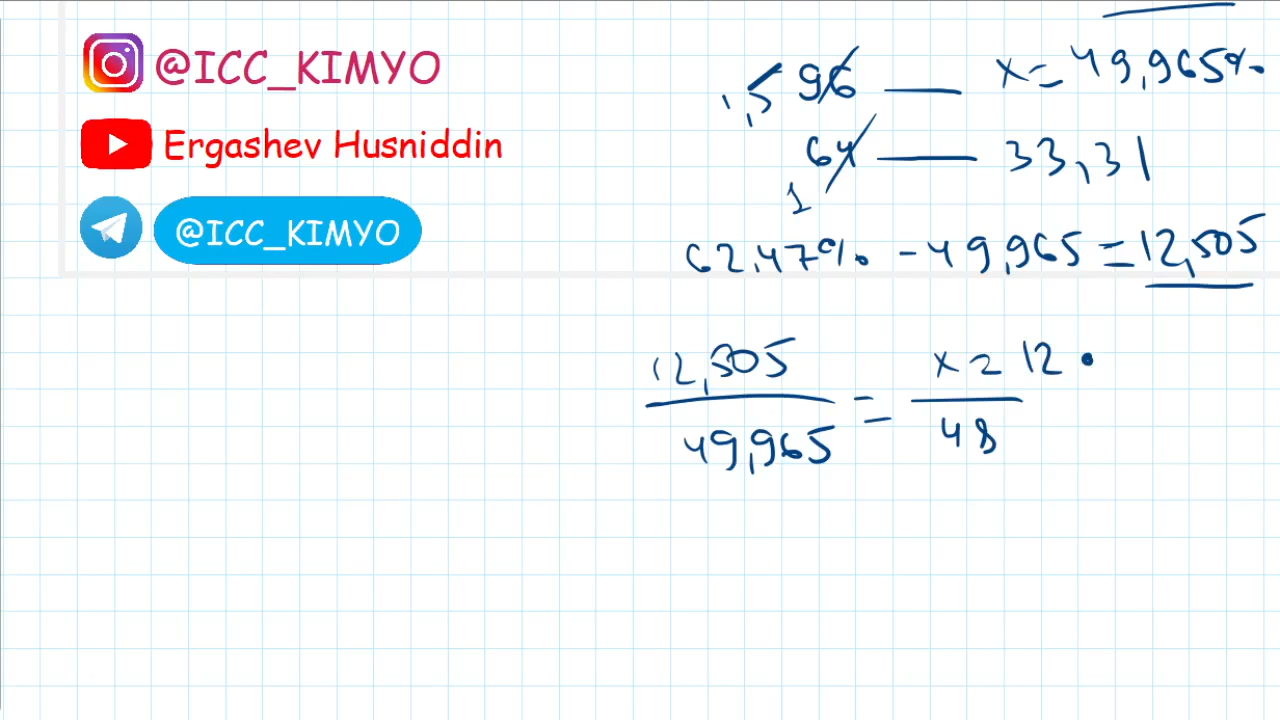 @ICC_KIMYO
Ergashev Husniddin
@ICC_KIMYO
1,5 96 — x=49,965%
64 — 33,31
1
62,47% - 49,965 = 12,505
12,505 / 49,965 = x=12 / 48 •